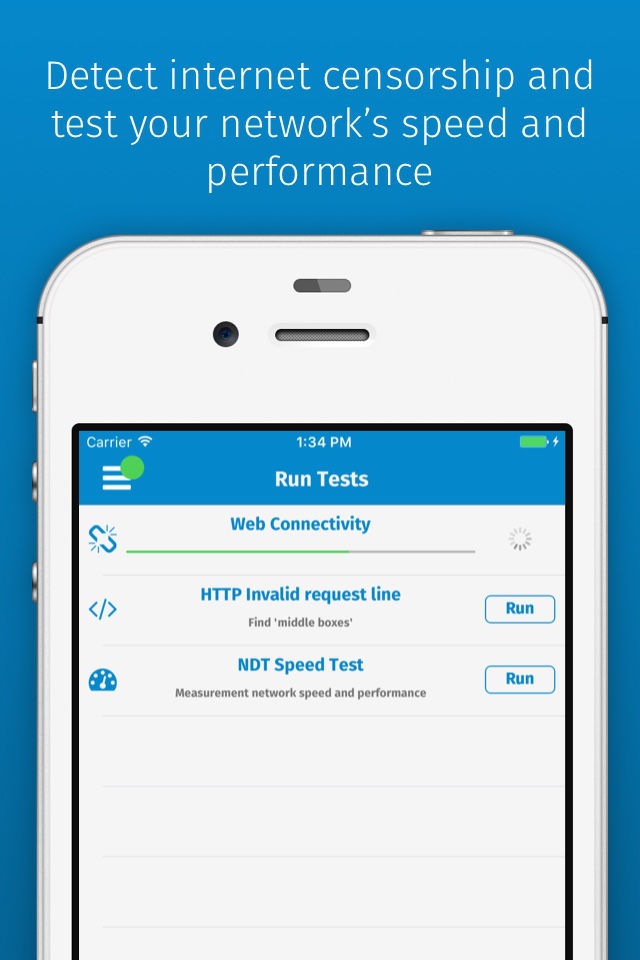 Detect internet censorship and
test your network’s speed and
performance
Carrier
1:34 PM
Run Tests
Web Connectivity
HTTP Invalid request line
Find 'middle boxes'
Run
NDT Speed Test
Measurement network speed and performance
Run